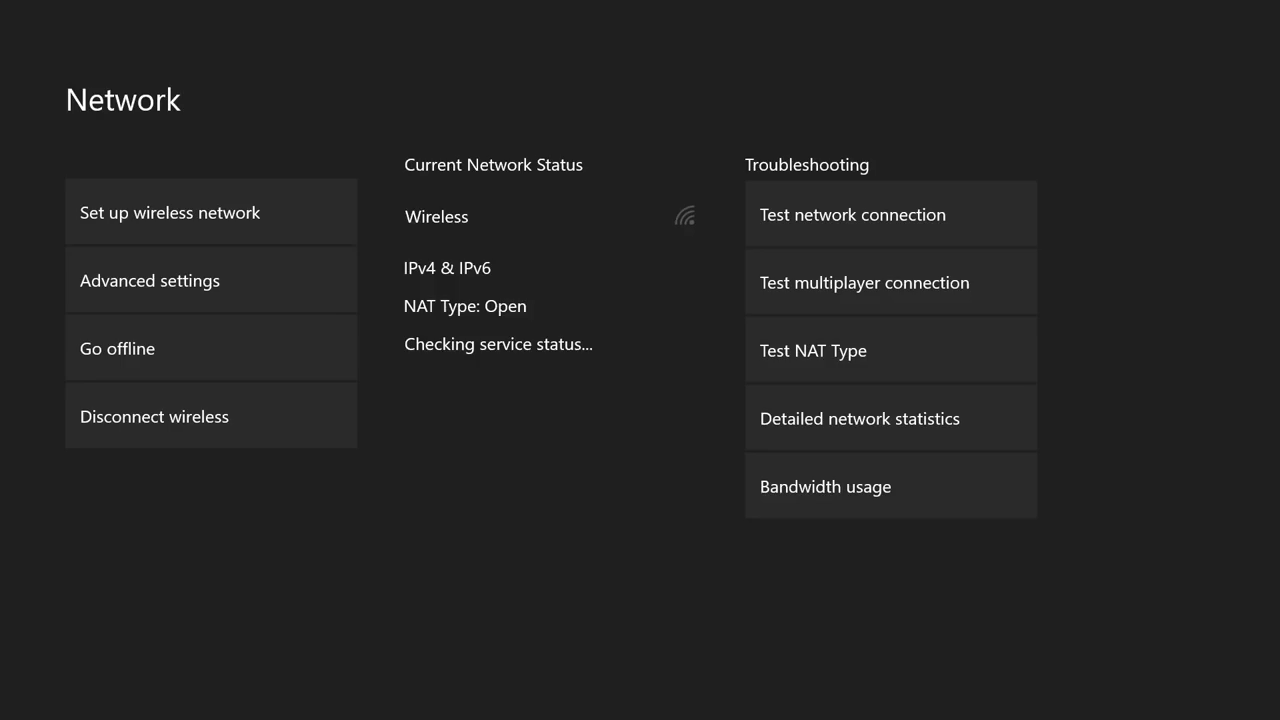 Network
Set up wireless network
Advanced settings
Go offline
Disconnect wireless
Current Network Status
Wireless
IPv4 & IPv6
NAT Type: Open
Checking service status...
Troubleshooting
Test network connection
Test multiplayer connection
Test NAT Type
Detailed network statistics
Bandwidth usage